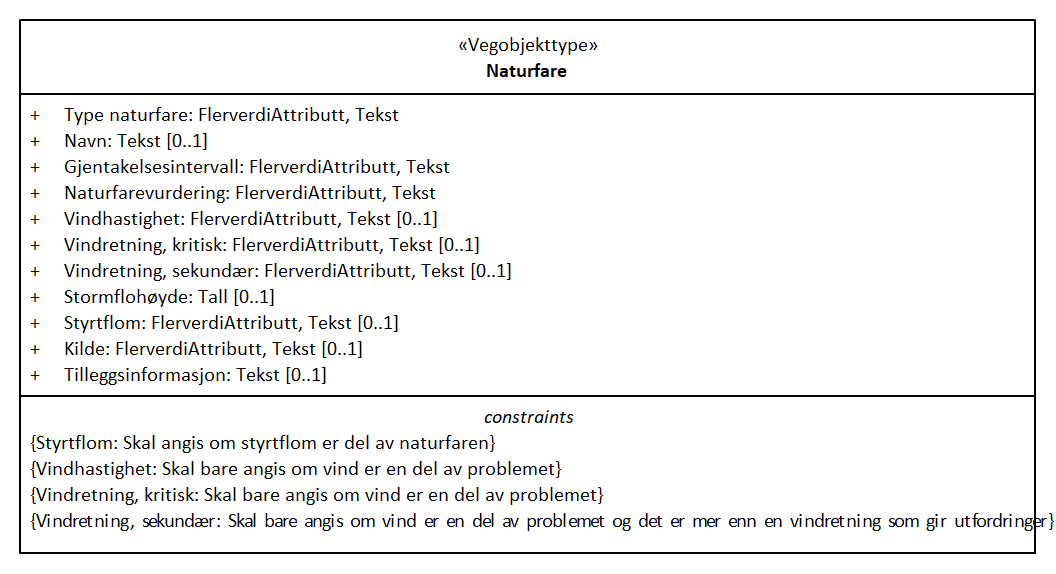 «Vegobjekttype»
Naturfare
+ Type naturfare: FlerverdiAttributt, Tekst
+ Navn: Tekst [0..1]
+ Gjentakelsesintervall: FlerverdiAttributt, Tekst
+ Naturfarevurdering: FlerverdiAttributt, Tekst
+ Vindhastighet: FlerverdiAttributt, Tekst [0..1]
+ Vindretning, kritisk: FlerverdiAttributt, Tekst [0..1]
+ Vindretning, sekundær: FlerverdiAttributt, Tekst [0..1]
+ Stormflohøyde: Tall [0..1]
+ Styrtflom: FlerverdiAttributt, Tekst [0..1]
+ Kilde: FlerverdiAttributt, Tekst [0..1]
+ Tilleggsinformasjon: Tekst [0..1]
constraints
{Styrtflom: Skal angis om styrtflom er del av naturfaren}
{Vindhastighet: Skal bare angis om vind er en del av problemet}
{Vindretning, kritisk: Skal bare angis om vind er en del av problemet}
{Vindretning, sekundær: Skal bare angis om vind er en del av problemet og det er mer enn en vindretning som gir utfordringer}